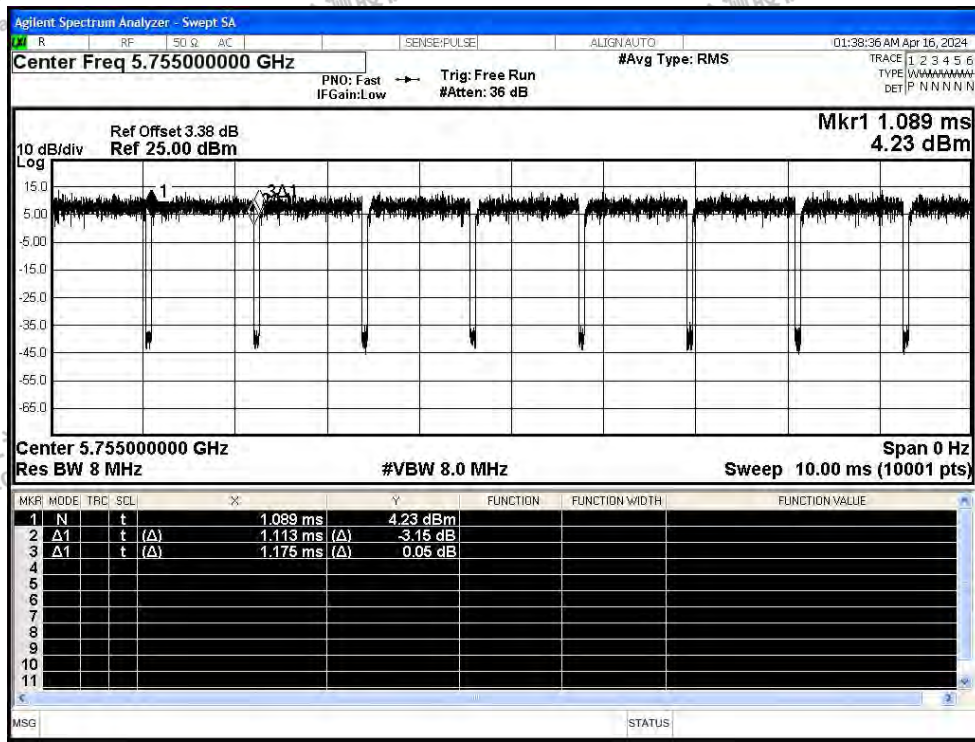 Agilent Spectrum Analyzer - Swept SA
R RF 50 Ω AC SENSE:PULSE ALIGN AUTO 01:38:36 AM Apr 16, 2024
Center Freq 5.755000000 GHz
PNO: Fast
IFGain:Low
Trig: Free Run
#Atten: 36 dB
#Avg Type: RMS
TRACE 1 2 3 4 5 6
TYPE WWWWWW
DET P N N N N N
Mkr1 1.089 ms
4.23 dBm
Ref Offset 3.38 dB
10 dB/div Ref 25.00 dBm
Log
15.0
5.00
-5.00
-15.0
-25.0
-35.0
-45.0
-55.0
-65.0
1
3Δ1
Center 5.755000000 GHz Span 0 Hz
Res BW 8 MHz #VBW 8.0 MHz Sweep 10.00 ms (10001 pts)
MKR MODE TRC SCL X Y FUNCTION FUNCTION WIDTH FUNCTION VALUE
1 N t 1.089 ms 4.23 dBm
2 Δ1 t (Δ) 1.113 ms (Δ) -3.15 dB
3 Δ1 t (Δ) 1.175 ms (Δ) 0.05 dB
4
5
6
7
8
9
10
11
MSG STATUS